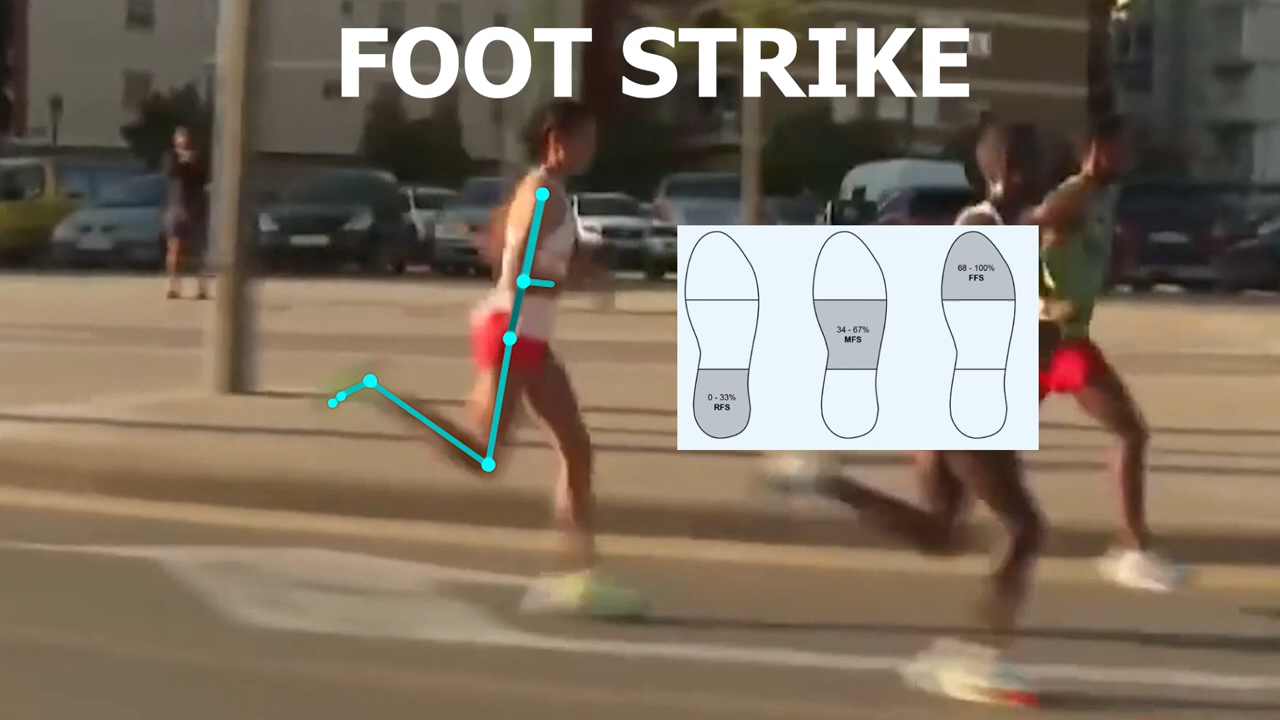 FOOT STRIKE
0 - 33%
RFS
34 - 67%
MFS
68 - 100%
FFS